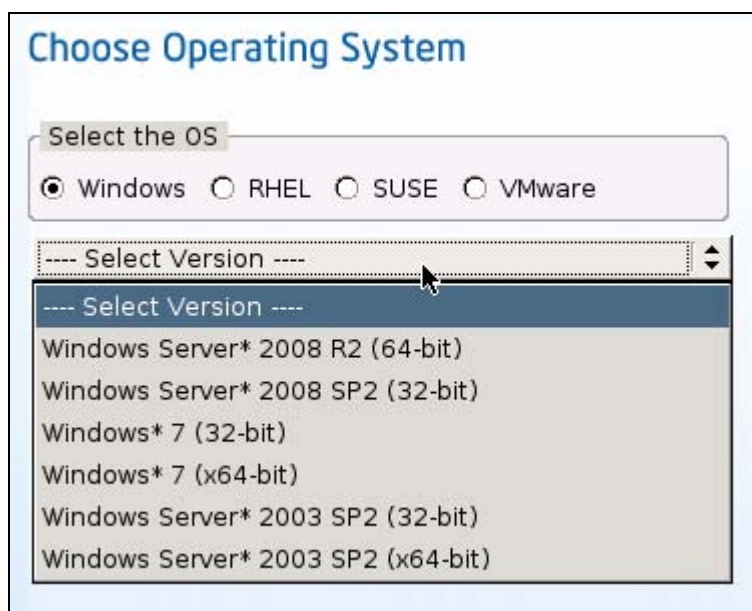 Choose Operating System
Select the OS
Windows RHEL SUSE VMware
---- Select Version ----
---- Select Version ----
Windows Server* 2008 R2 (64-bit)
Windows Server* 2008 SP2 (32-bit)
Windows* 7 (32-bit)
Windows* 7 (x64-bit)
Windows Server* 2003 SP2 (32-bit)
Windows Server* 2003 SP2 (x64-bit)